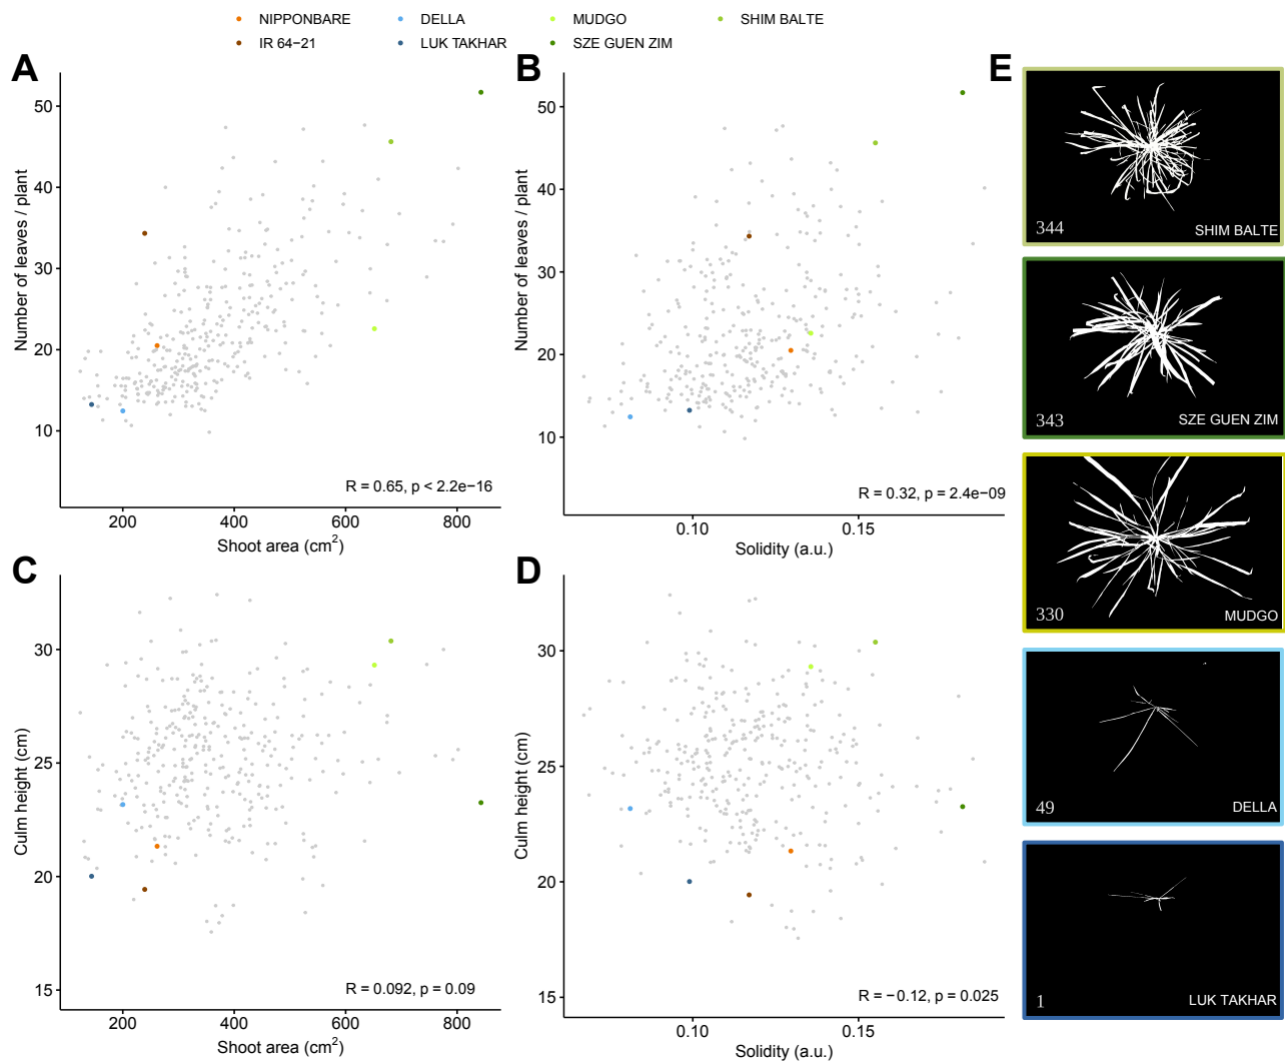 NIPPONBARE DELLA MUDGO SHIM BALTE
IR 64−21 LUK TAKHAR SZE GUEN ZIM
A
50
40
30
20
10
Number of leaves / plant
R = 0.65, p < 2.2e−16
200 400 600 800
Shoot area (cm²)
B
50
40
30
20
10
Number of leaves / plant
R = 0.32, p = 2.4e−09
0.10 0.15
Solidity (a.u.)
C
30
25
20
15
Culm height (cm)
R = 0.092, p = 0.09
200 400 600 800
Shoot area (cm²)
D
30
25
20
15
Culm height (cm)
R = −0.12, p = 0.025
0.10 0.15
Solidity (a.u.)
E
344 SHIM BALTE
343 SZE GUEN ZIM
330 MUDGO
49 DELLA
1 LUK TAKHAR